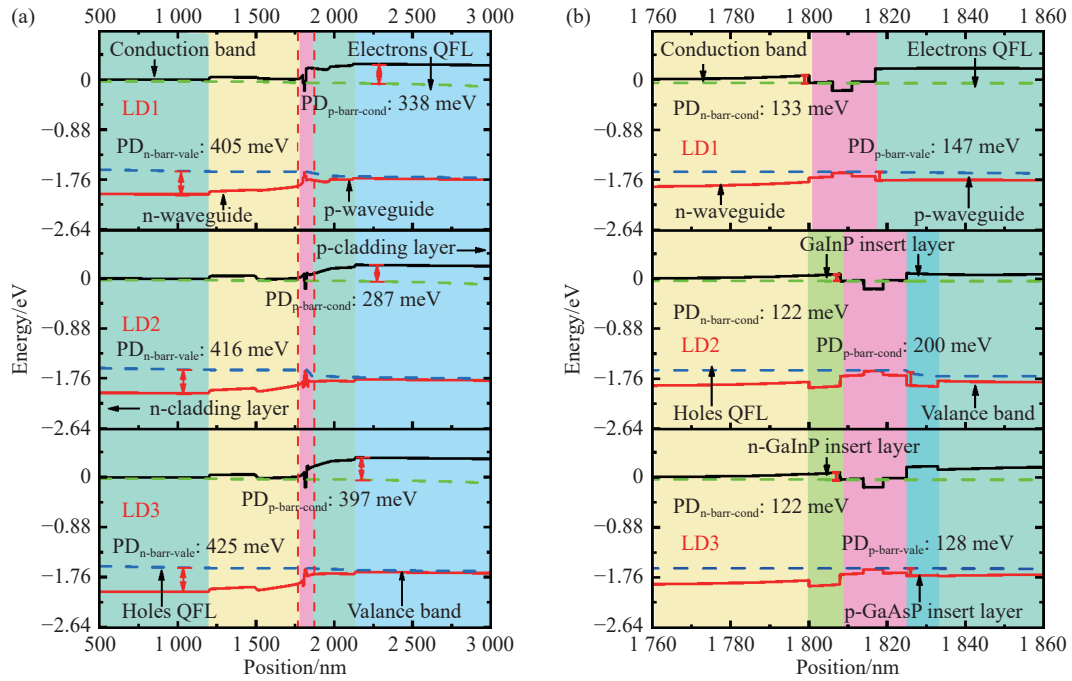 (a)
500 1 000 1 500 2 000 2 500 3 000
Conduction band
Electrons QFL
0
LD1
PDp-barr-cond: 338 meV
−0.88
PDn-barr-vale: 405 meV
−1.76
n-waveguide
p-waveguide
−2.64
p-cladding layer
0
PDp-barr-cond: 287 meV
−0.88
LD2
PDn-barr-vale: 416 meV
−1.76
n-cladding layer
−2.64
0
PDp-barr-cond: 397 meV
LD3
−0.88
PDn-barr-vale: 425 meV
−1.76
Holes QFL
Valance band
−2.64
500 1 000 1 500 2 000 2 500 3 000
Position/nm
Energy/eV
(b)
1 760 1 780 1 800 1 820 1 840 1 860
Conduction band
Electrons QFL
0
PDn-barr-cond: 133 meV
−0.88
LD1
PDp-barr-vale: 147 meV
−1.76
n-waveguide
p-waveguide
−2.64
GaInP insert layer
0
PDn-barr-cond: 122 meV
−0.88
LD2
PDp-barr-cond: 200 meV
−1.76
Holes QFL
Valance band
−2.64
n-GaInP insert layer
0
PDn-barr-cond: 122 meV
−0.88
LD3
PDp-barr-vale: 128 meV
−1.76
p-GaAsP insert layer
−2.64
1 760 1 780 1 800 1 820 1 840 1 860
Position/nm
Energy/eV